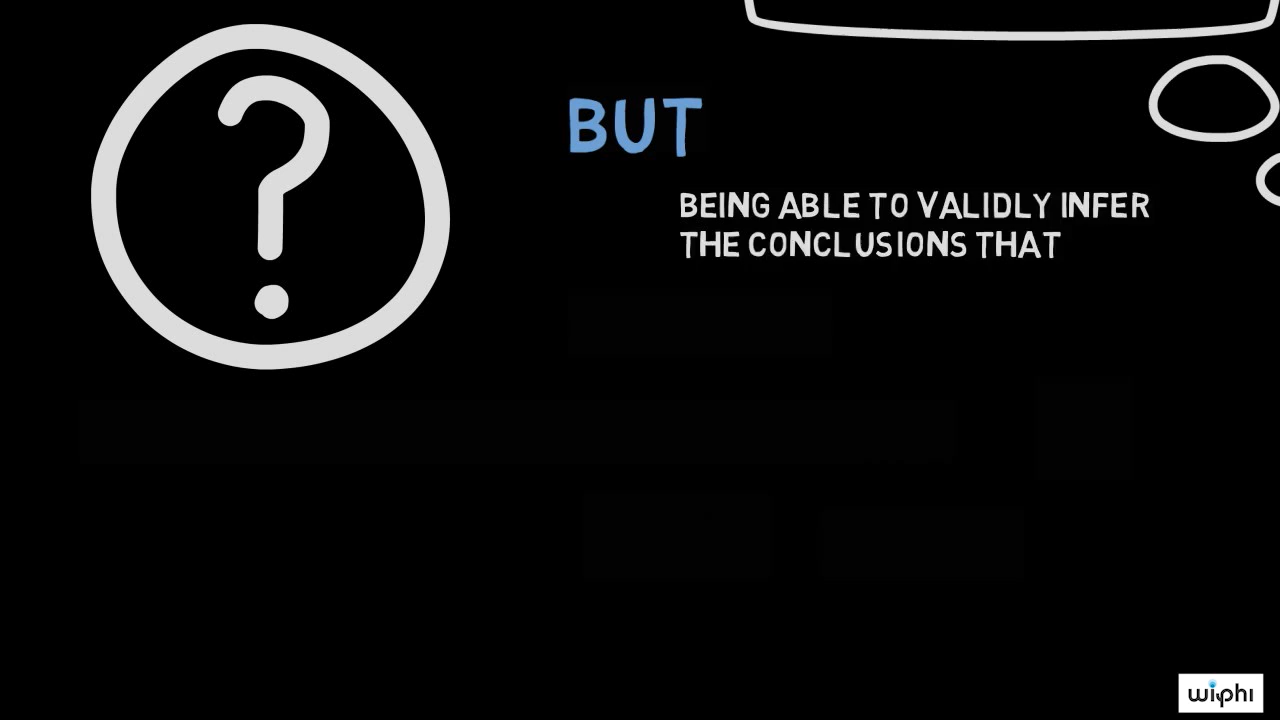 ?
BUT
BEING ABLE TO VALIDLY INFER
THE CONCLUSIONS THAT
wiphi